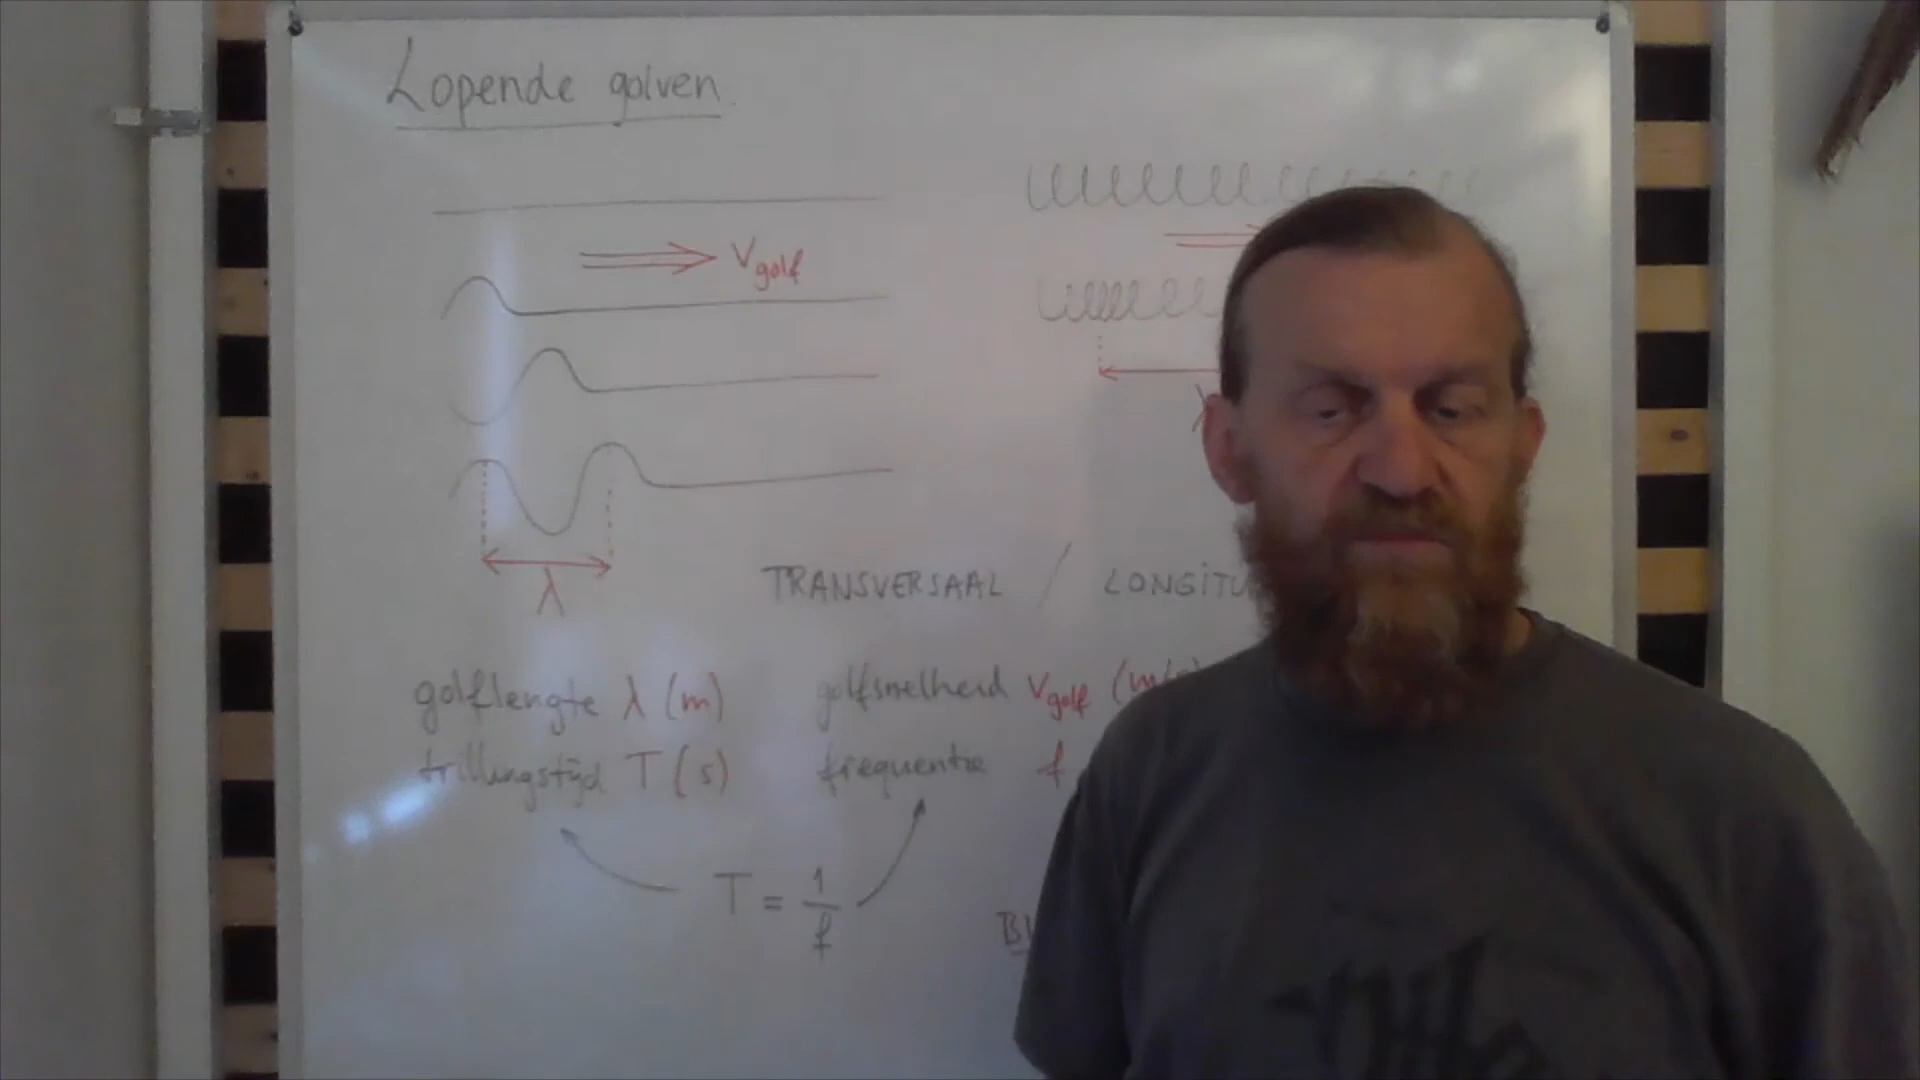 Lopende golven
V golf
λ
λ
TRANSVERSAAL / LONGITU
golflengte λ (m) golfsnelheid v golf (m/s)
trillingstijd T (s) frequentie f
T = 1/f